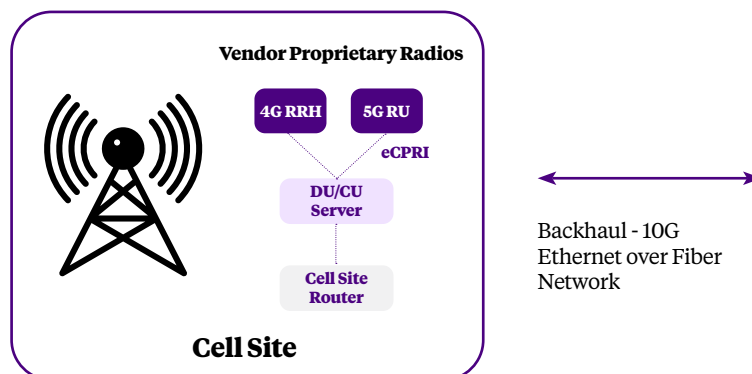 Vendor Proprietary Radios
4G RRH
5G RU
eCPRI
DU/CU
Server
Cell Site
Router
Cell Site
Backhaul - 10G
Ethernet over Fiber
Network